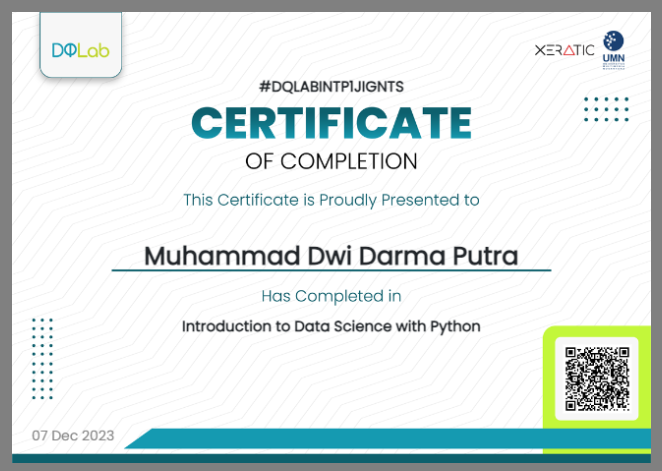 DQLab
XERATIC
UMN
#DQLABINTP1JIGNTS
CERTIFICATE
OF COMPLETION
This Certificate is Proudly Presented to
Muhammad Dwi Darma Putra
Has Completed in
Introduction to Data Science with Python
07 Dec 2023